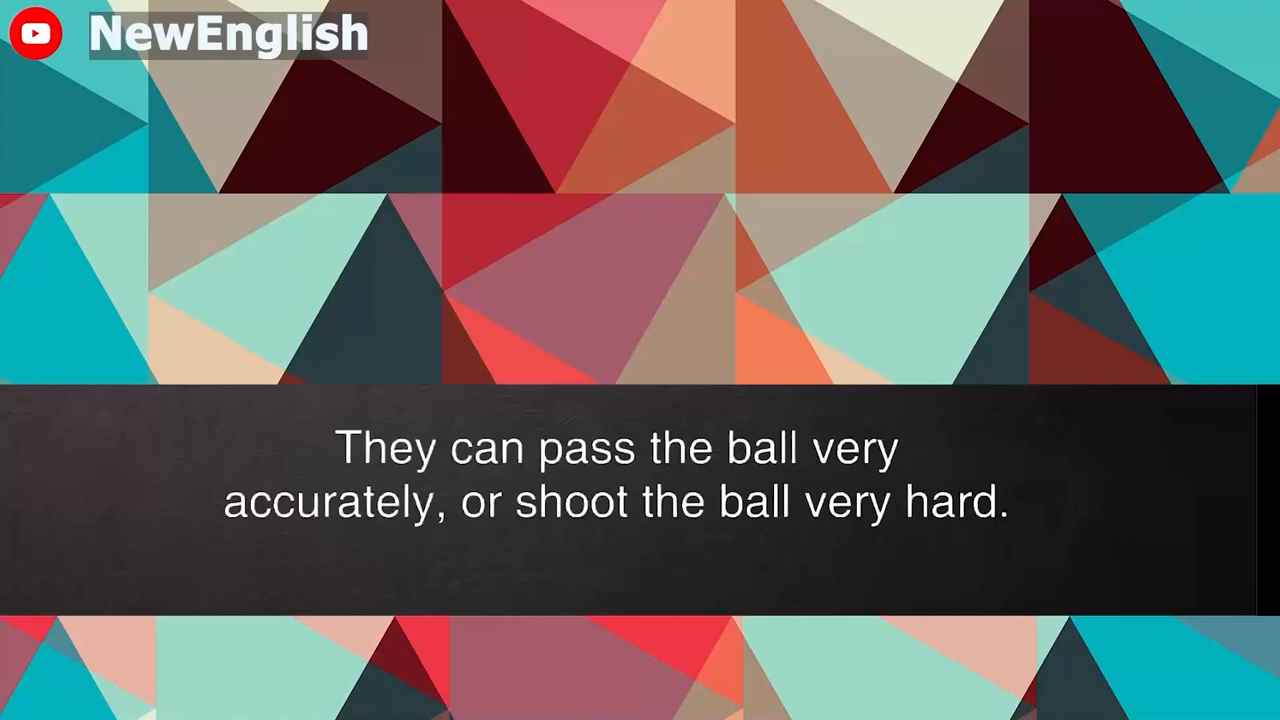 NewEnglish
They can pass the ball very
accurately, or shoot the ball very hard.